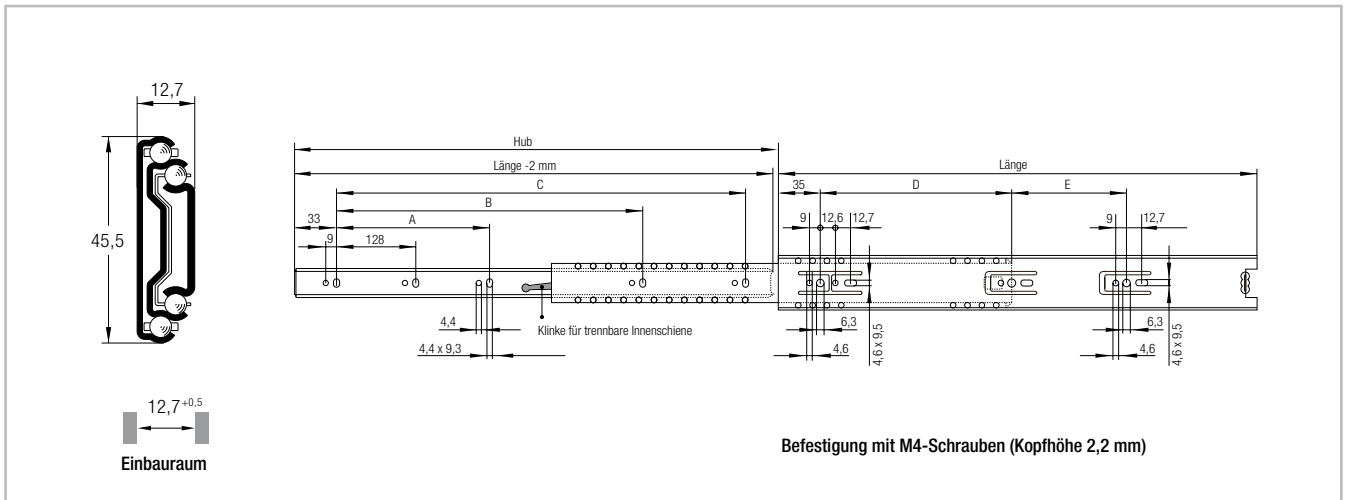 12,7
45,5
12,7 +0,5
Einbauraum
Hub
Länge -2 mm
Länge
C
35
D
E
B
33
A
9
12,6
12,7
9
12,7
9
128
4,4
4,4 x 9,3
Klinke für trennbare Innenschiene
6,3
4,6
4,6 x 9,5
6,3
4,6
4,6 x 9,5
Befestigung mit M4-Schrauben (Kopfhöhe 2,2 mm)